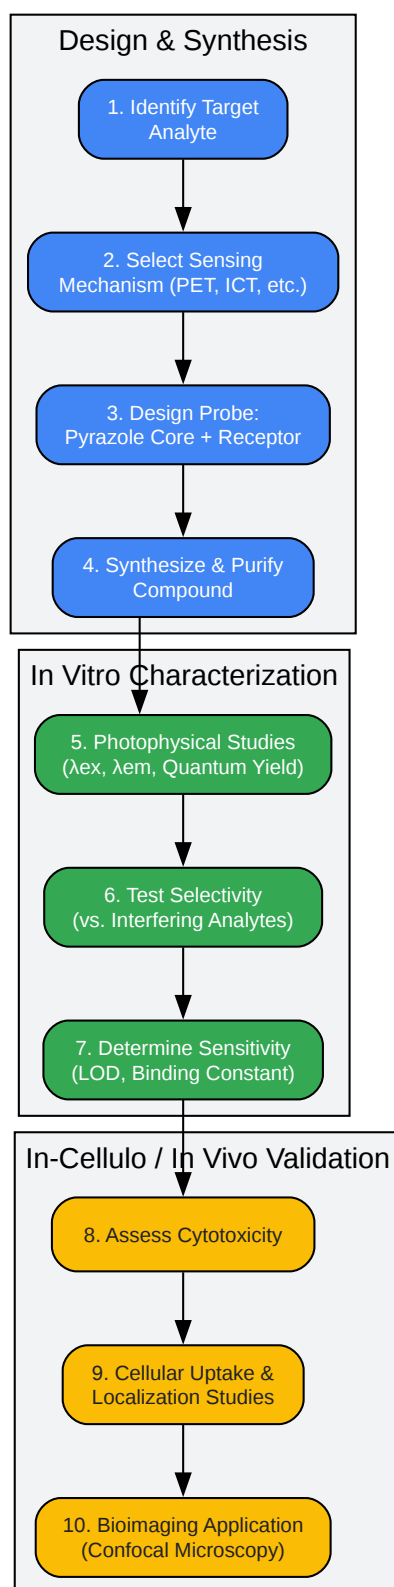 Design & Synthesis
1. Identify Target
Analyte
2. Select Sensing
Mechanism (PET, ICT, etc.)
3. Design Probe:
Pyrazole Core + Receptor
4. Synthesize & Purify
Compound
In Vitro Characterization
5. Photophysical Studies
(λex, λem, Quantum Yield)
6. Test Selectivity
(vs. Interfering Analytes)
7. Determine Sensitivity
(LOD, Binding Constant)
In-Cellulo / In Vivo Validation
8. Assess Cytotoxicity
9. Cellular Uptake &
Localization Studies
10. Bioimaging Application
(Confocal Microscopy)